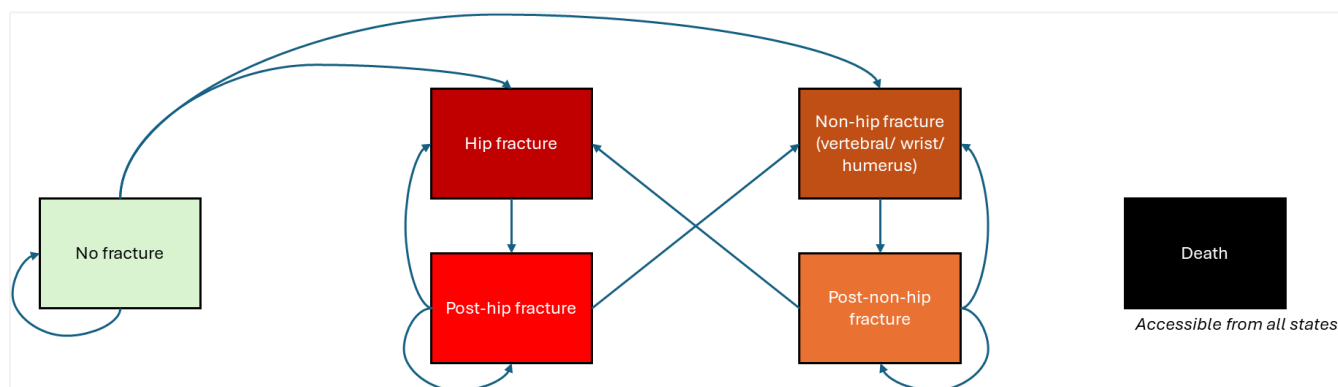 Hip fracture
Non-hip fracture
(vertebral/ wrist/
humerus)
No fracture
Post-hip fracture
Post-non-hip
fracture
Death
Accessible from all states